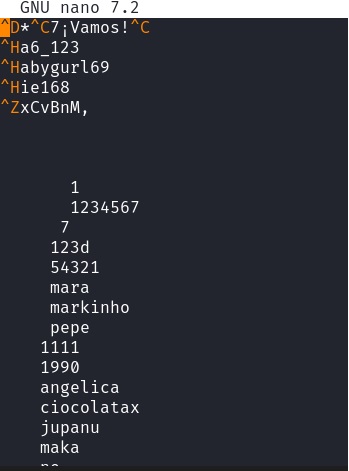 GNU nano 7.2
^D*^C7¡Vamos!^C
^Ha6_123
^Habygurl69
^Hie168
^ZxCvBnM,
1
1234567
7
123d
54321
mara
markinho
pepe
1111
1990
angelica
ciocolatax
jupanu
maka